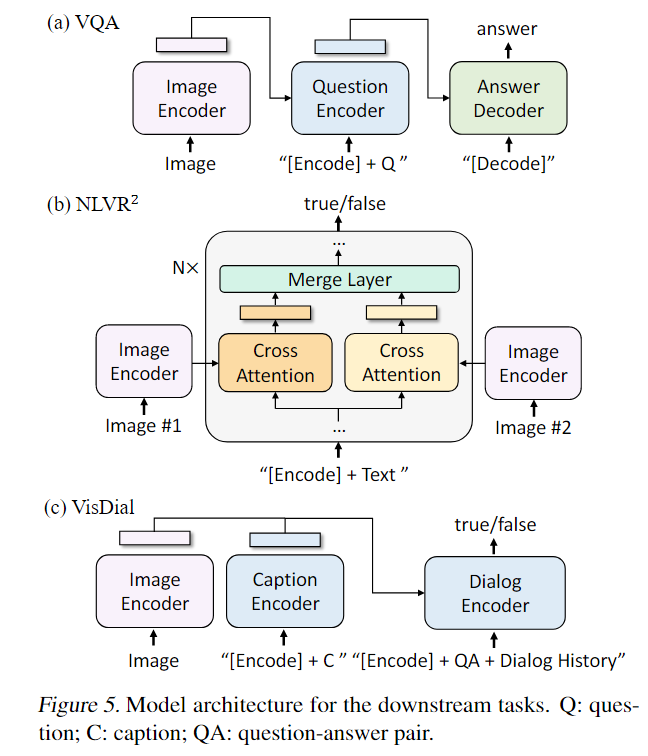 (a) VQA
answer
Image
Encoder
Question
Encoder
Answer
Decoder
Image
“[Encode] + Q ”
“[Decode]”
(b) NLVR²
true/false
...
N×
Merge Layer
Image
Encoder
Cross
Attention
Cross
Attention
Image
Encoder
Image #1
...
Image #2
“[Encode] + Text ”
(c) VisDial
true/false
Image
Encoder
Caption
Encoder
Dialog
Encoder
Image
“[Encode] + C ”
“[Encode] + QA + Dialog History”
Figure 5. Model architecture for the downstream tasks. Q: ques-
tion; C: caption; QA: question-answer pair.